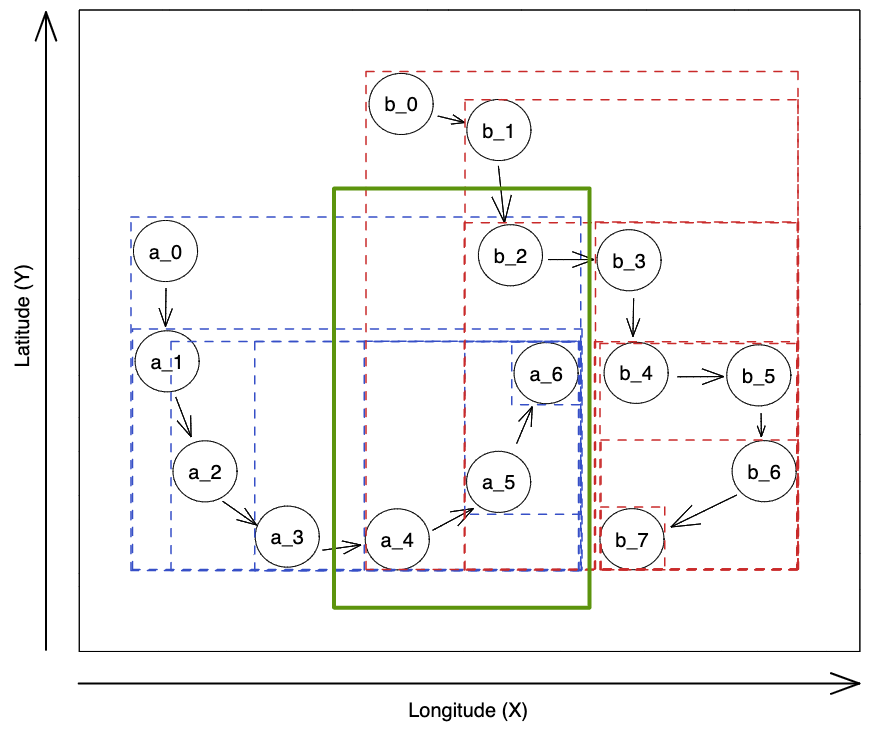 b_0
b_1
a_0
b_2
b_3
Latitude (Y)
a_1
a_6
b_4
b_5
a_2
a_5
b_6
a_3
a_4
b_7
Longitude (X)